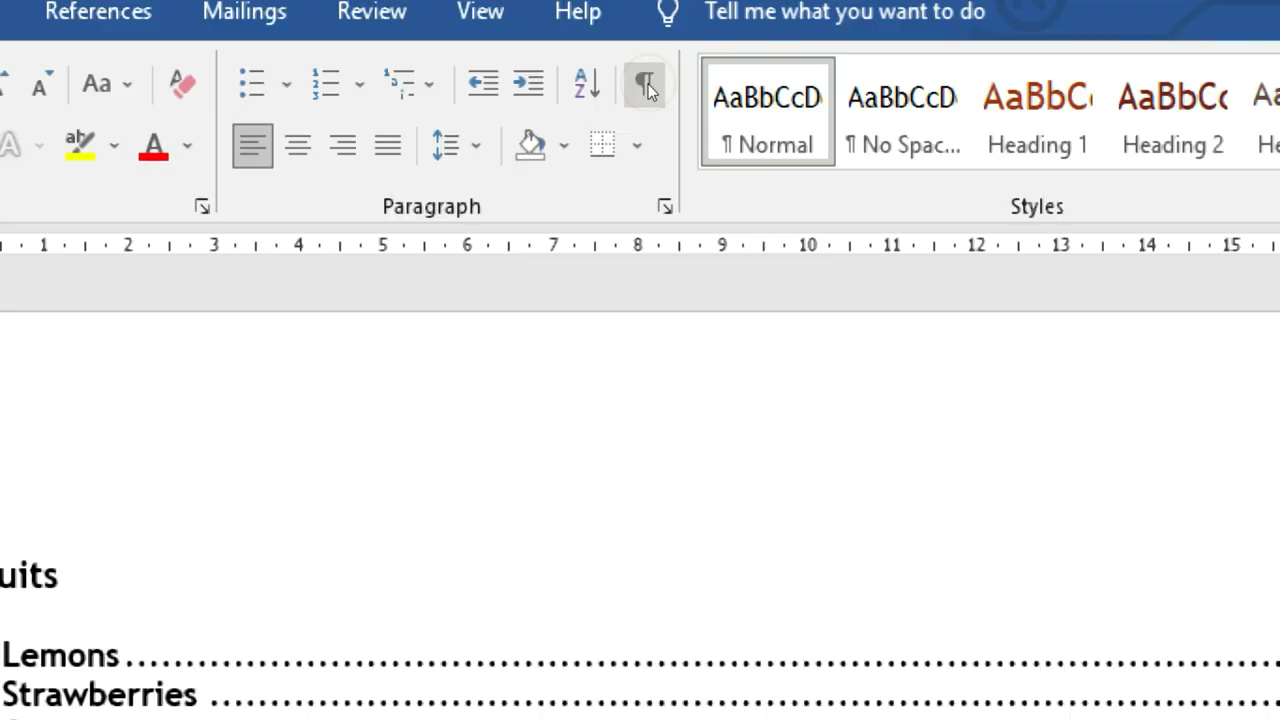 References Mailings Review View Help Tell me what you want to do
Aa
AaBbCcD AaBbCcD AaBbC AaBbC
¶ Normal ¶ No Spac... Heading 1 Heading 2
Paragraph Styles
1 2 3 4 5 6 7 8 9 10 11 12 13 14 15
uits
Lemons
Strawberries